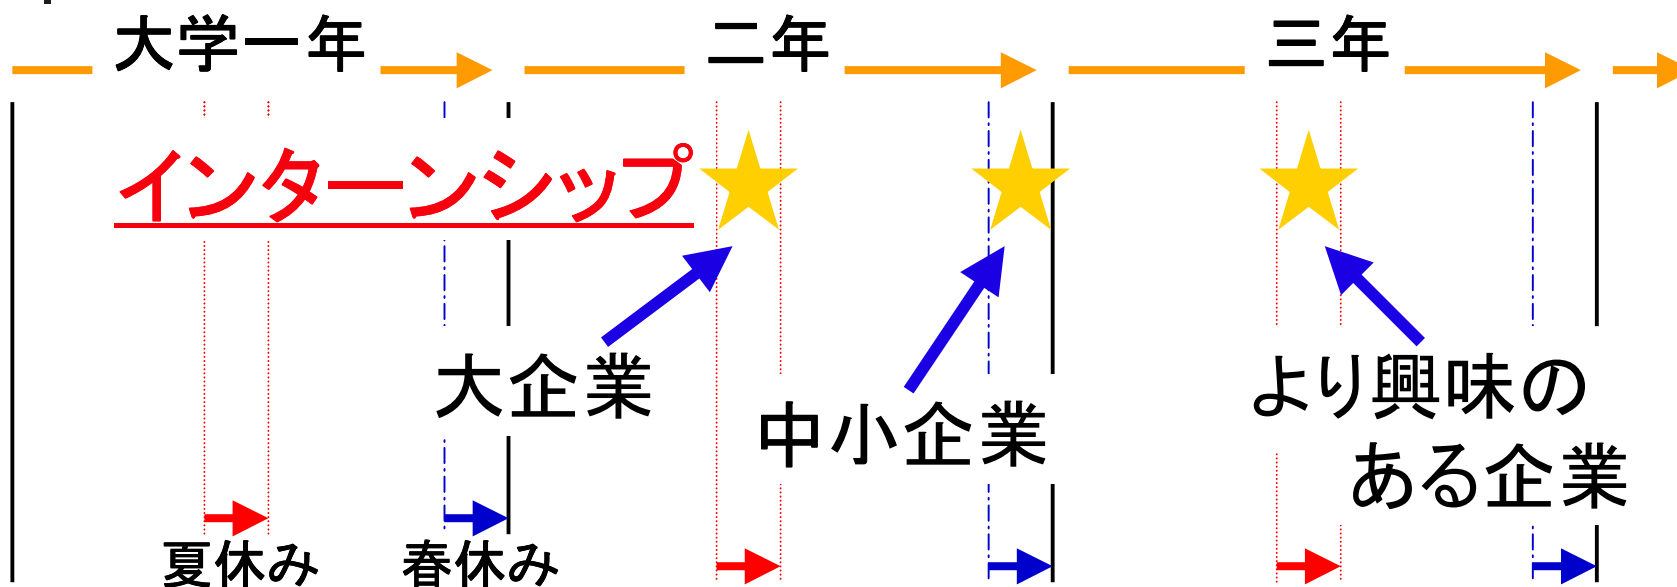 大学一年
二年
三年
インターンシップ
大企業
中小企業
より興味の
ある企業
夏休み
春休み